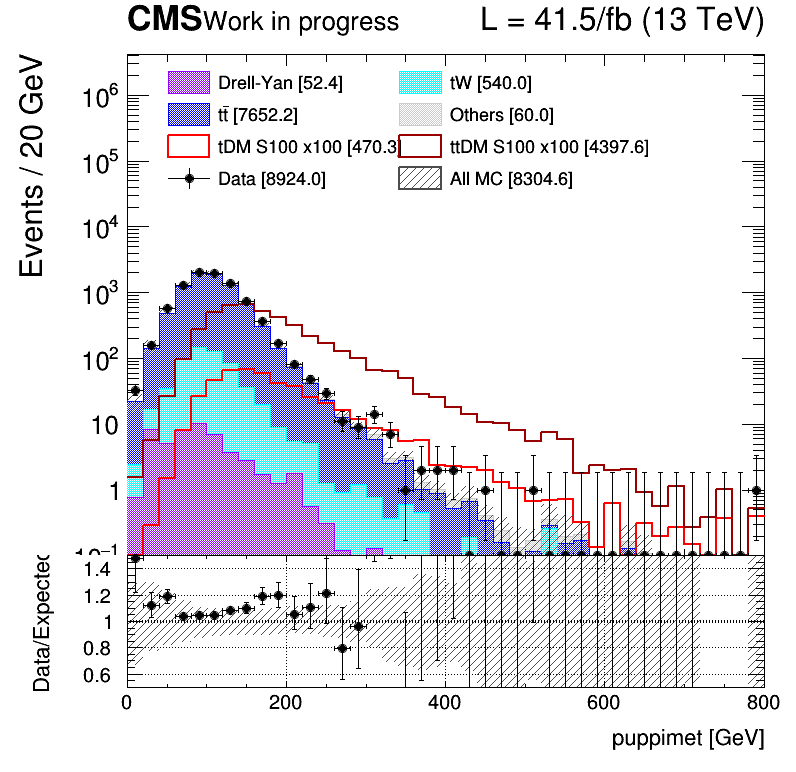 CMS Work in progress L = 41.5/fb (13 TeV)
Events / 20 GeV
Drell-Yan [52.4] tW [540.0]
tt̄ [7652.2] Others [60.0]
tDM S100 x100 [470.3] ttDM S100 x100 [4397.6]
Data [8924.0] All MC [8304.6]
10⁶
10⁵
10⁴
10³
10²
10
1
10⁻¹
Data/Expected
1.4
1.2
1
0.8
0.6
0 200 400 600 800
puppimet [GeV]